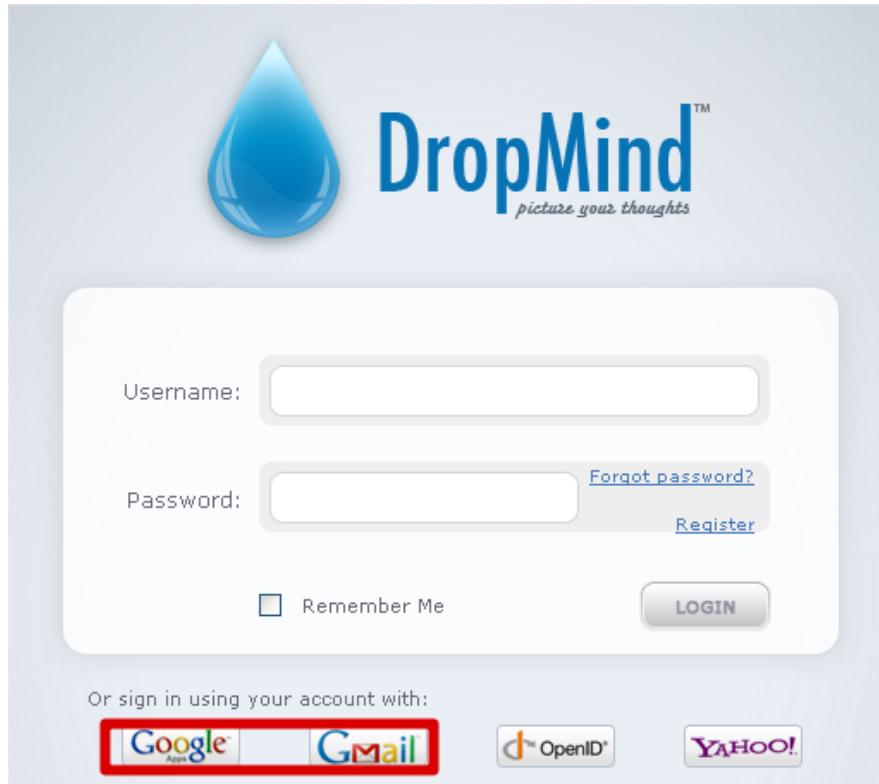 DropMind™
picture your thoughts
Username:
Password:
Forgot password?
Register
Remember Me
LOGIN
Or sign in using your account with:
Google™ Apps
Gmail
OpenID®
YAHOO!